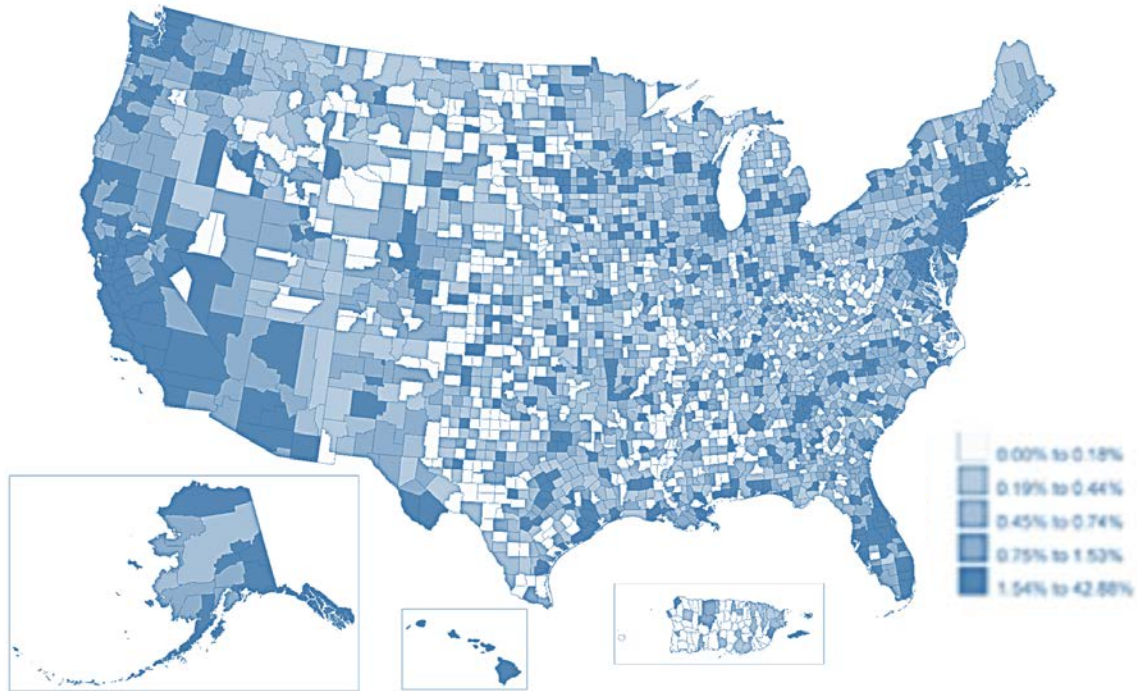 0.00% to 0.18%
0.19% to 0.44%
0.45% to 0.74%
0.75% to 1.53%
1.54% to 42.88%